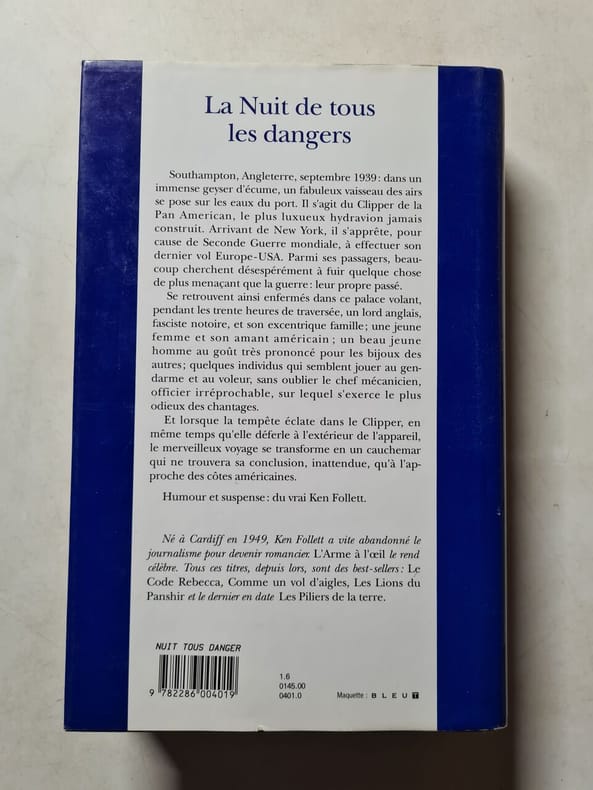 La Nuit de tous
les dangers
Southampton, Angleterre, septembre 1939 : dans un
immense geyser d'écume, un fabuleux vaisseau des airs
se pose sur les eaux du port. Il s'agit du Clipper de la
Pan American, le plus luxueux hydravion jamais
construit. Arrivant de New York, il s'apprête, pour
cause de Seconde Guerre mondiale, à effectuer son
dernier vol Europe-USA. Parmi ses passagers, beau-
coup cherchent désespérément à fuir quelque chose
de plus menaçant que la guerre : leur propre passé.
Se retrouvent ainsi enfermés dans ce palace volant,
pendant les trente heures de traversée, un lord anglais,
fasciste notoire, et son excentrique famille ; une jeune
femme et son amant américain ; un beau jeune
homme au goût très prononcé pour les bijoux des
autres ; quelques individus qui semblent jouer au gen-
darme et au voleur, sans oublier le chef mécanicien,
officier irréprochable, sur lequel s'exerce le plus
odieux des chantages.
Et lorsque la tempête éclate dans le Clipper, en
même temps qu'elle déferle à l'extérieur de l'appareil,
le merveilleux voyage se transforme en un cauchemar
qui ne trouvera sa conclusion, inattendue, qu'à l'ap-
proche des côtes américaines.
Humour et suspense : du vrai Ken Follett.
Né à Cardiff en 1949, Ken Follett a vite abandonné le
journalisme pour devenir romancier. L'Arme à l'œil le rend
célèbre. Tous ces titres, depuis lors, sont des best-sellers : Le
Code Rebecca, Comme un vol d'aigles, Les Lions du
Panshir et le dernier en date Les Piliers de la terre.
NUIT TOUS DANGER
9 782286 004019
1.6
0145.00
0401.0
Maquette : BLEUT